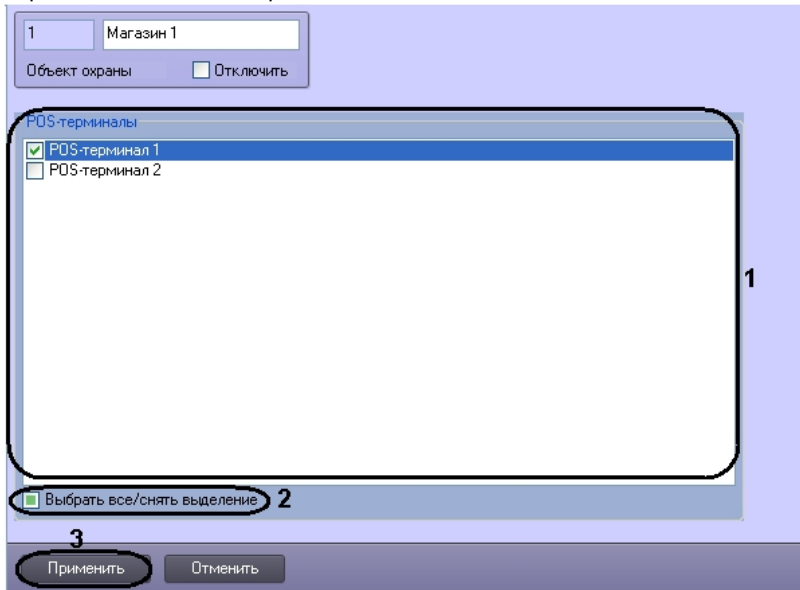 1 Магазин 1
Объект охраны Отключить
POS-терминалы
POS-терминал 1
POS-терминал 2
1
Выбрать все/снять выделение 2
3
Применить Отменить